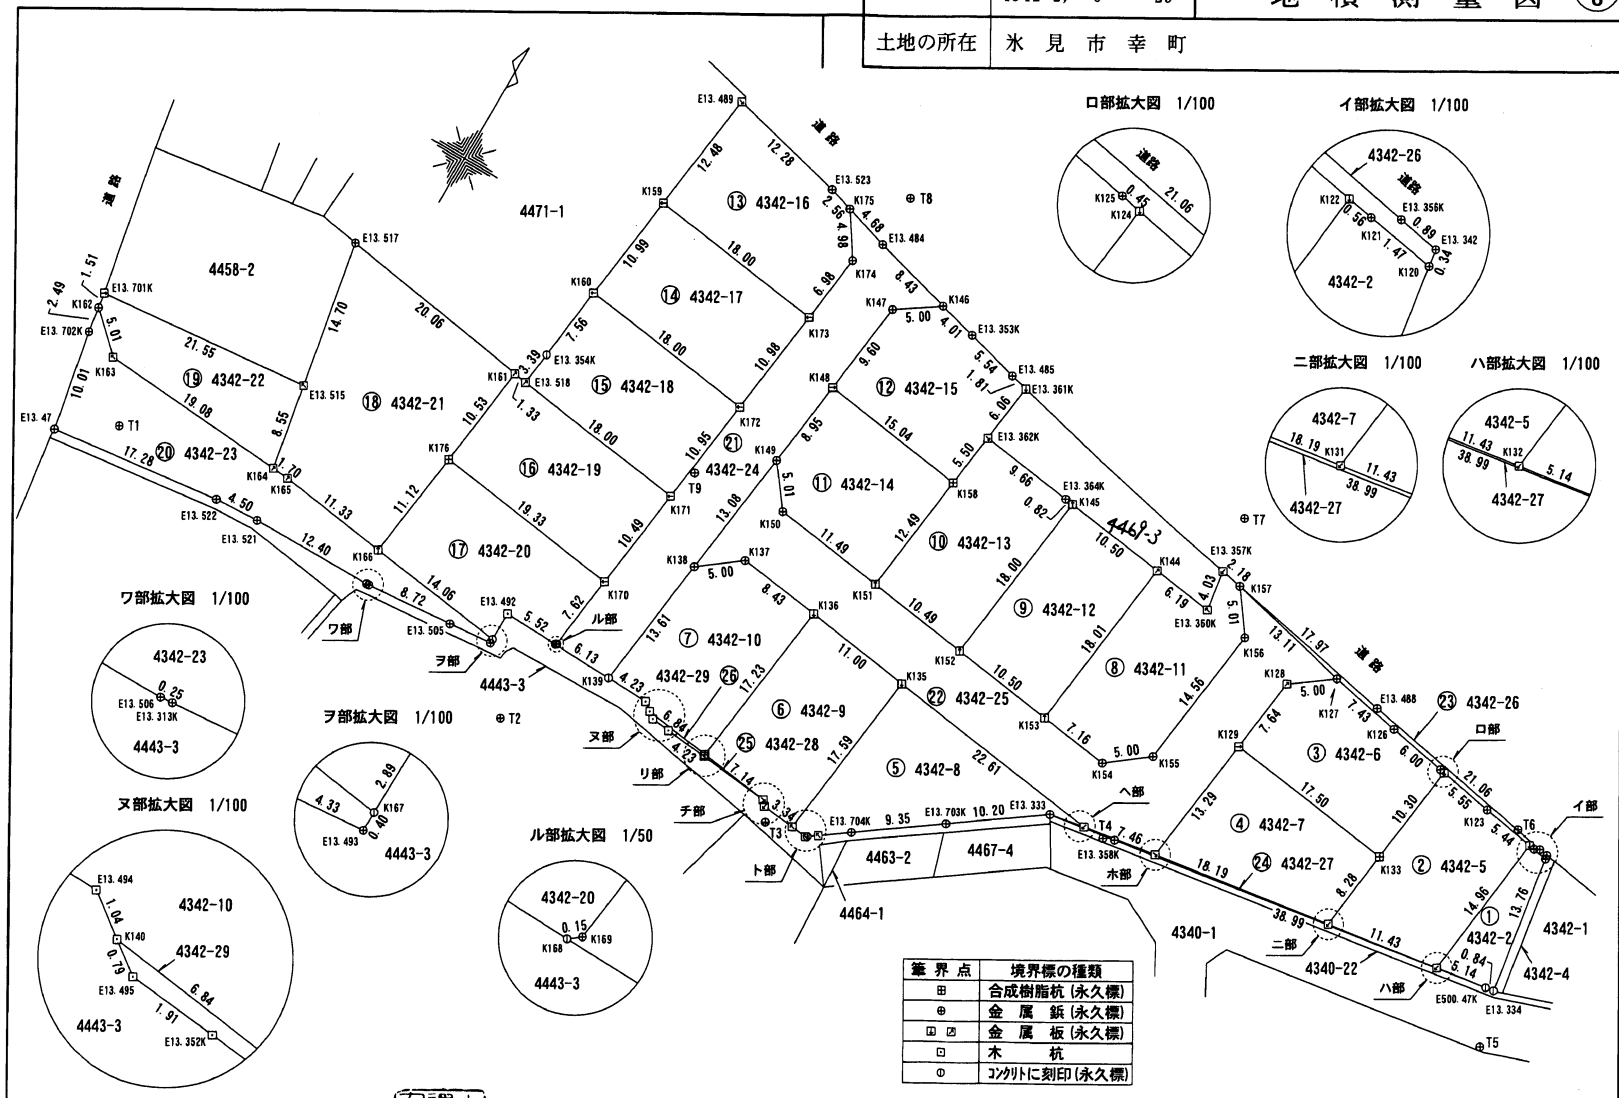 地 積 測 量 図
土地の所在 氷 見 市 幸 町
ロ部拡大図 1/100
道路
K125
0.45
K124
21.06
イ部拡大図 1/100
4342-26
道路
K122
0.56
K121
E13.356K
0.89
E13.342
1.47
K120
0.34
4342-2
ニ部拡大図 1/100
4342-7
18.19
K131
11.43
38.99
4342-27
ハ部拡大図 1/100
4342-5
11.43
38.99
K132
5.14
4342-27
道路
E13.489
12.28
12.48
E13.523
K175
T8
2.56
4.68
4.98
E13.484
K159
⑬ 4342-16
4471-1
18.00
10.99
K174
8.43
6.98
K160
⑭ 4342-17
K173
K147
K146
5.00
4.01
E13.353K
道路
E13.517
4458-2
1.51
2.49
E13.701K
K162
E13.702K
5.01
K163
14.70
20.06
7.56
E13.354K
3.39
K161
E13.518
1.33
18.00
10.98
9.60
5.54
E13.485
1.81
E13.361K
21.55
⑲ 4342-22
E13.515
⑱ 4342-21
10.53
⑮ 4342-18
K172
K148
⑫ 4342-15
6.06
E13.362K
10.01
E13.47
T1
19.08
8.55
18.00
10.95
㉑
4342-24
8.95
15.04
5.50
K149
9.66
⑳ 4342-23
17.28
K164
1.70
K165
K176
⑯ 4342-19
T9
K171
5.01
⑪ 4342-14
K158
E13.364K
0.82
K145
4469-3
T7
4.50
E13.522
E13.521
11.33
11.12
19.33
13.08
K150
12.49
⑩ 4342-13
10.50
12.40
K166
⑰ 4342-20
10.49
K138
K137
5.00
11.49
18.00
K144
E13.357K
2.18
K157
4.03
6.19
E13.360K
5.01
14.06
K170
8.43
K151
⑨ 4342-12
ワ部拡大図 1/100
4342-23
0.25
E13.506
E13.313K
4443-3
ワ部
8.72
E13.505
E13.492
5.52
7.62
ル部
K136
10.49
18.01
13.11
17.97
道路
ヲ部
4443-3
6.13
K139
13.61
⑦ 4342-10
K152
K156
4342-29
㉖
17.23
11.00
K135
10.50
⑧ 4342-11
K128
5.00
K127
4.23
㉒ 4342-25
14.56
7.43
E13.488
㉓ 4342-26
ヲ部拡大図 1/100
T2
6.84
⑥ 4342-9
K153
7.64
K126
ロ部
2.89
4.33
K167
0.40
E13.493
4443-3
ヌ部
4.23
㉕ 4342-28
17.59
7.16
K129
③ 4342-6
6.00
リ部
7.14
⑤ 4342-8
22.61
K154
5.00
K155
17.50
21.06
5.55
イ部
ヌ部拡大図 1/100
チ部
3.34
13.29
10.30
K123
T6
5.44
T3
E13.704K
9.35
E13.703K
10.20
E13.333
ヘ部
T4
7.46
E13.358K
④ 4342-7
ル部拡大図 1/50
ト部
4463-2
4467-4
ホ部
18.19
㉔ 4342-27
K133
② 4342-5
4342-20
0.15
K168
K169
4443-3
4464-1
38.99
8.28
14.96
13.76
①
4342-2
4342-1
E13.494
4342-10
1.04
K140
4342-29
0.79
E13.495
6.84
4443-3
1.91
E13.352K
4340-1
ニ部
11.43
0.84
4342-4
4340-22
5.14
ハ部
E500.47K
E13.334
T5
筆 界 点 境界標の種類
合成樹脂杭(永久標)
金 属 鋲(永久標)
金 属 板(永久標)
木 杭
コンクリトに刻印(永久標)